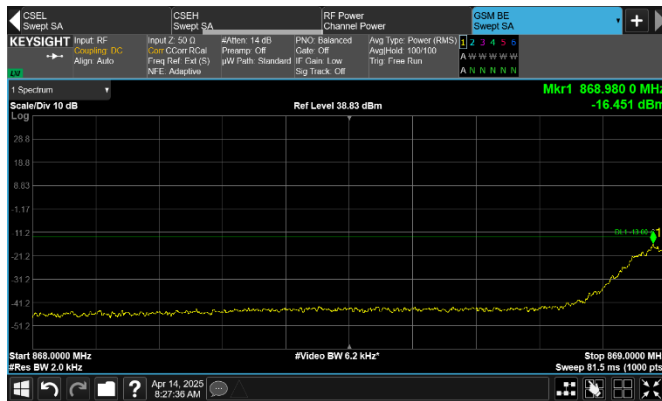 CSEL
Swept SA
CSEH
Swept SA
RF Power
Channel Power
GSM BE
Swept SA
+
KEYSIGHT
Input: RF
Coupling: DC
Align: Auto
Input Z: 50 Ω
Corr CCorr RCal
Freq Ref: Ext (S)
NFE: Adaptive
#Atten: 14 dB
Preamp: Off
µW Path: Standard
PNO: Balanced
Gate: Off
IF Gain: Low
Sig Track: Off
Avg Type: Power (RMS)
Avg|Hold: 100/100
Trig: Free Run
1 2 3 4 5 6
A W W W W W
A N N N N N
1 Spectrum
Scale/Div 10 dB
Ref Level 38.83 dBm
Mkr1 868.980 0 MHz
-16.451 dBm
Log
28.8
18.8
8.83
-1.17
-11.2
DL1 -13.00
1
-21.2
-31.2
-41.2
-51.2
Start 868.0000 MHz
#Video BW 6.2 kHz*
Stop 869.0000 MH
#Res BW 2.0 kHz
Sweep 81.5 ms (1000 pts
?
Apr 14, 2025
8:27:36 AM